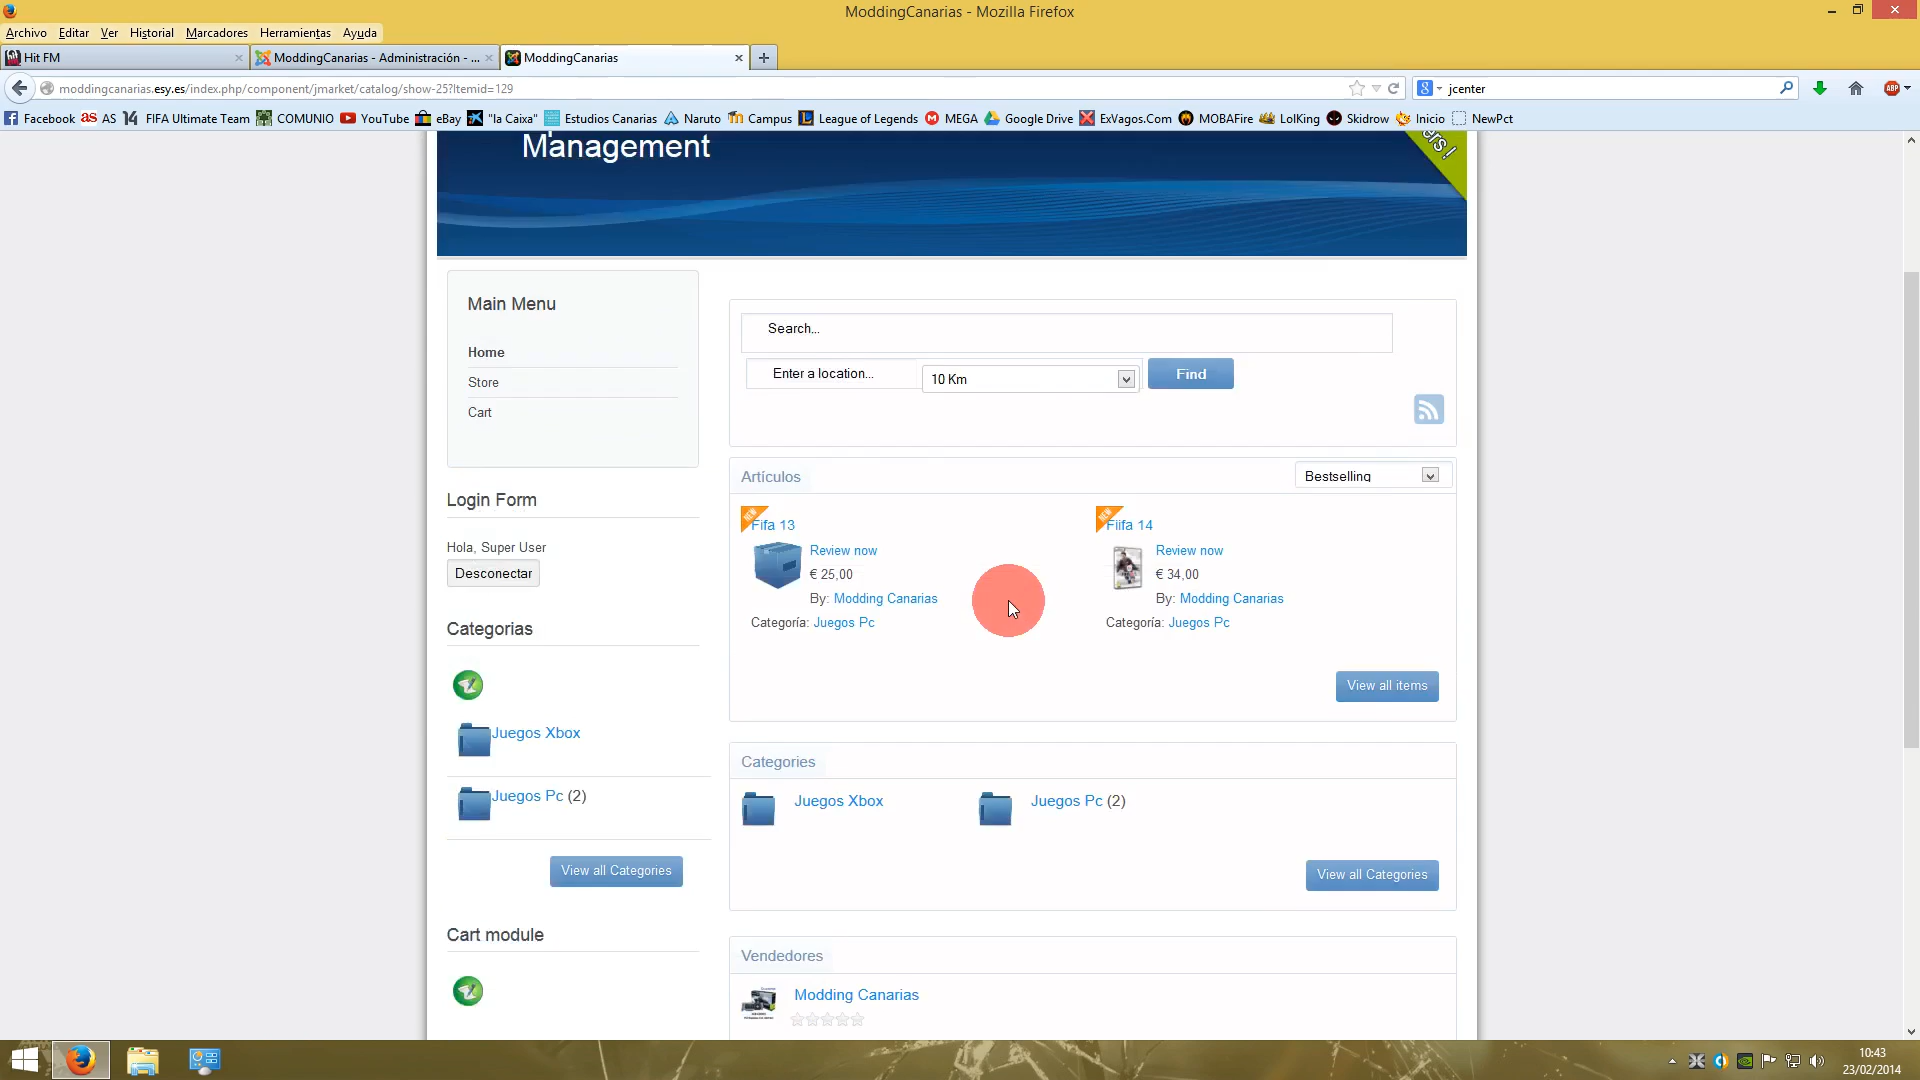 ModdingCanarias - Mozilla Firefox
Archivo Editar Ver Historial Marcadores Herramientas Ayuda
Hit FM
ModdingCanarias - Administración - ...
ModdingCanarias
moddingcanarias.esy.es/index.php/component/jmarket/catalog/show-25?Itemid=129
jcenter
Facebook AS FIFA Ultimate Team COMUNIO YouTube eBay "la Caixa" Estudios Canarias Naruto Campus League of Legends MEGA Google Drive ExVagos.Com MOBAFire LolKing Skidrow Inicio NewPct
Management
ers!
Main Menu
Home
Store
Cart
Search...
Enter a location...
10 Km
Find
Login Form
Hola, Super User
Desconectar
Artículos
Bestselling
NEW
Fifa 13
Review now
€ 25,00
By: Modding Canarias
Categoría: Juegos Pc
NEW
Fiifa 14
Review now
€ 34,00
By: Modding Canarias
Categoría: Juegos Pc
View all items
Categorias
Juegos Xbox
Juegos Pc (2)
View all Categories
Categories
Juegos Xbox
Juegos Pc (2)
View all Categories
Cart module
Vendedores
Modding Canarias
10:43
23/02/2014